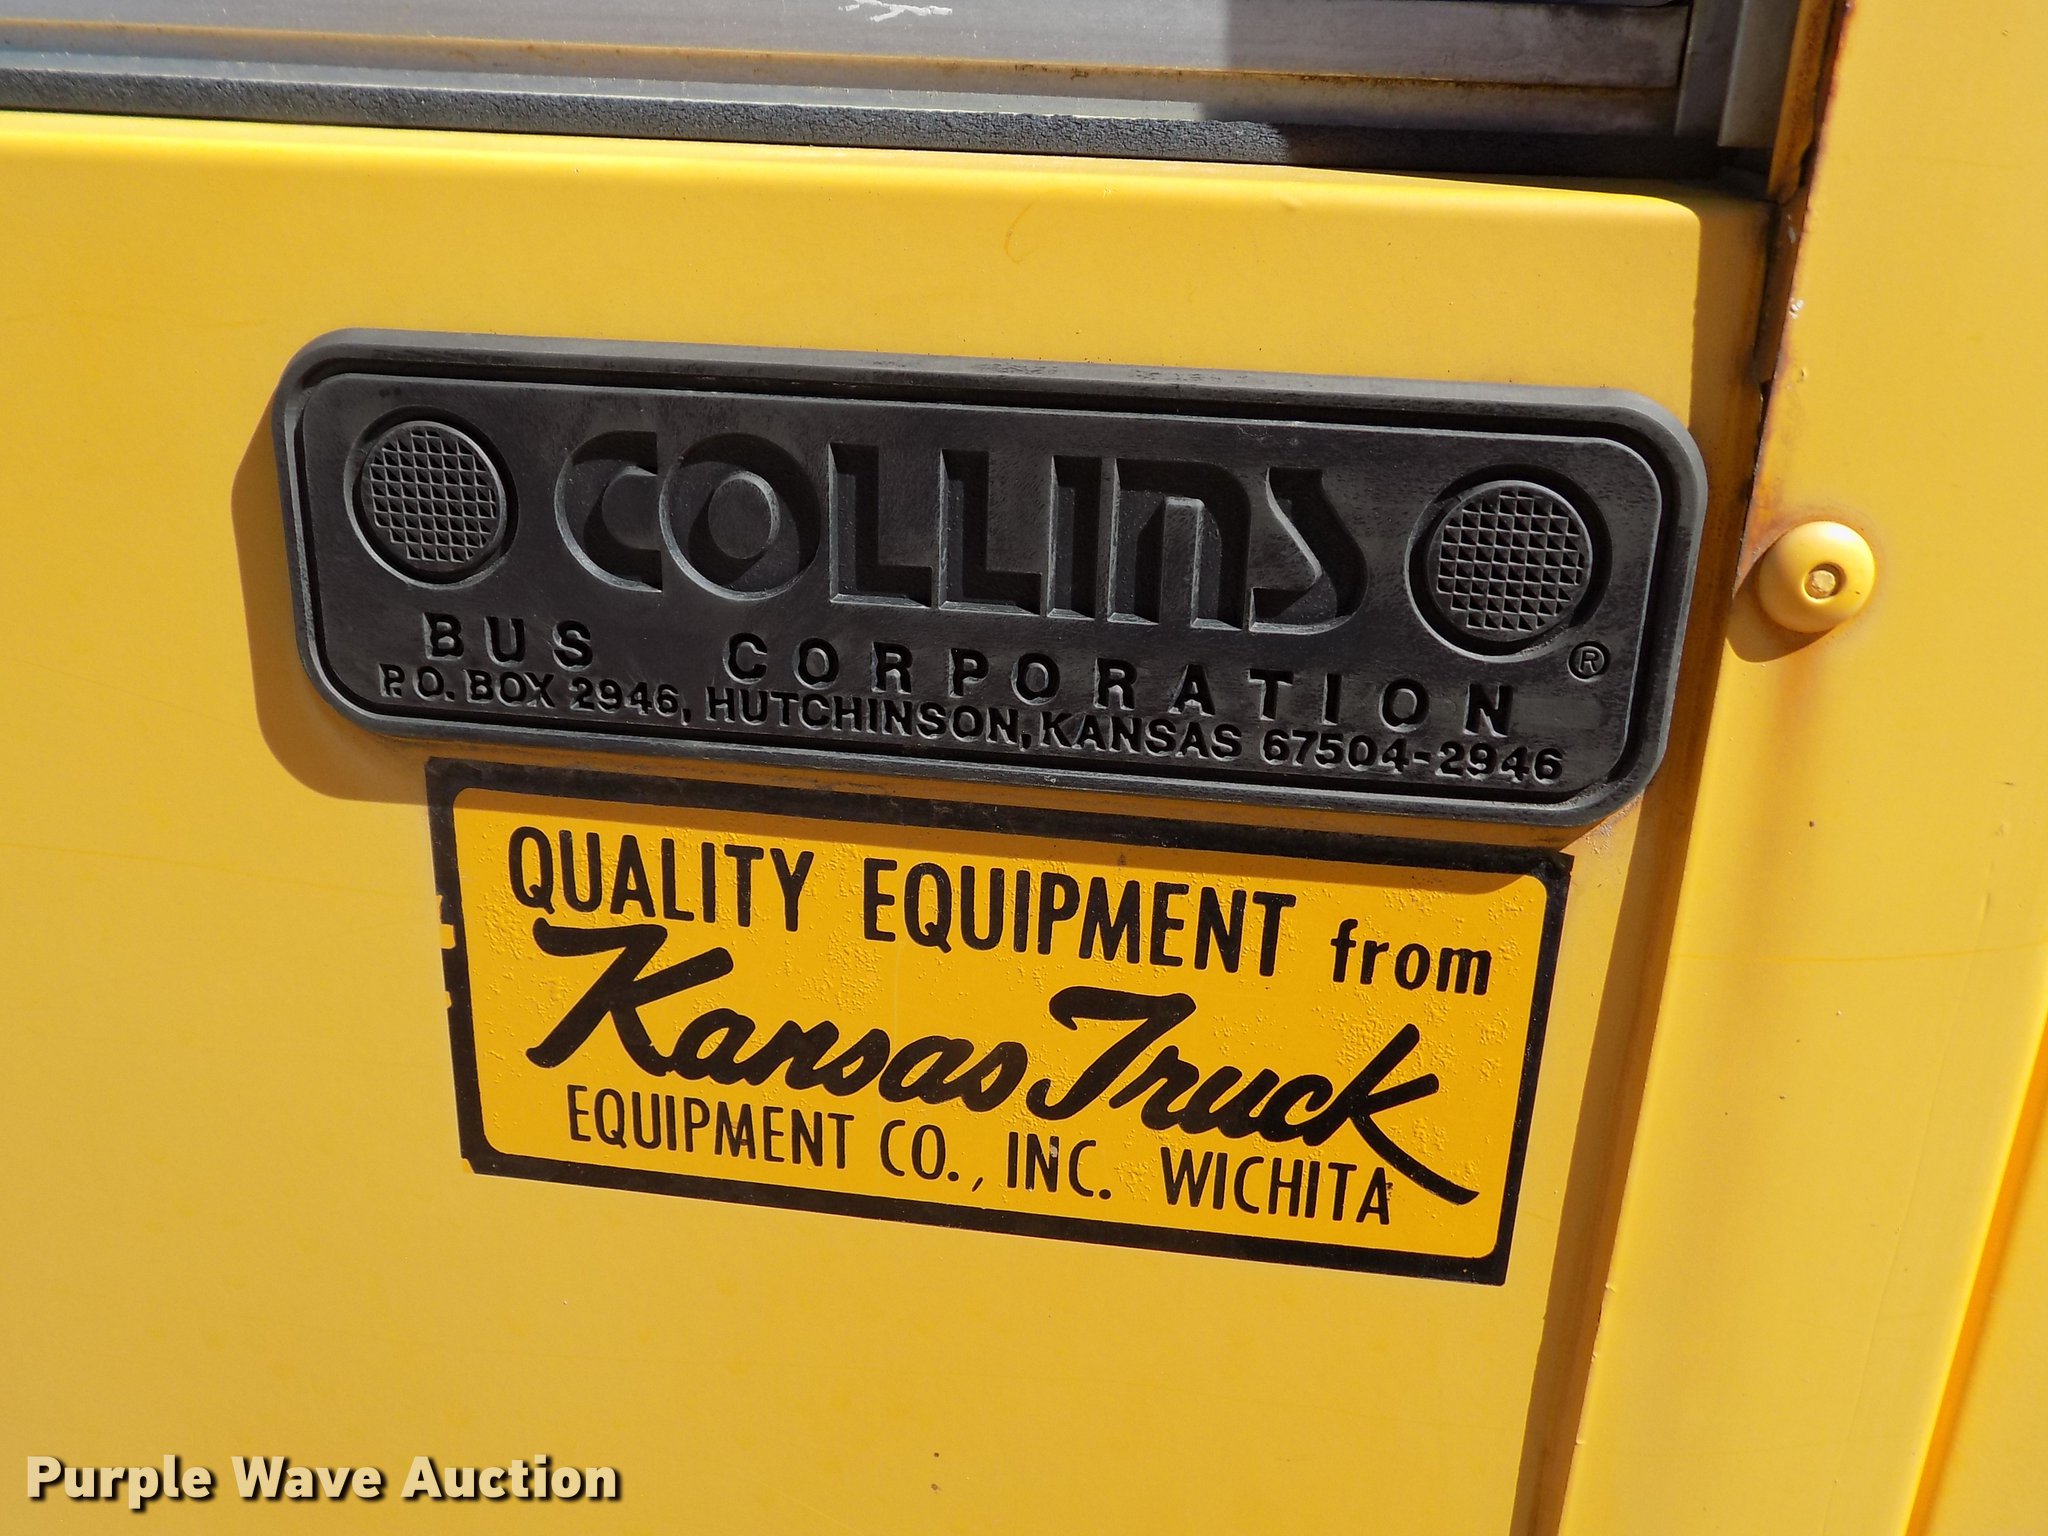 COLLINS
BUS CORPORATION ®
P.O. BOX 2946, HUTCHINSON, KANSAS 67504-2946
QUALITY EQUIPMENT from
Kansas Truck
EQUIPMENT CO., INC. WICHITA
Purple Wave Auction